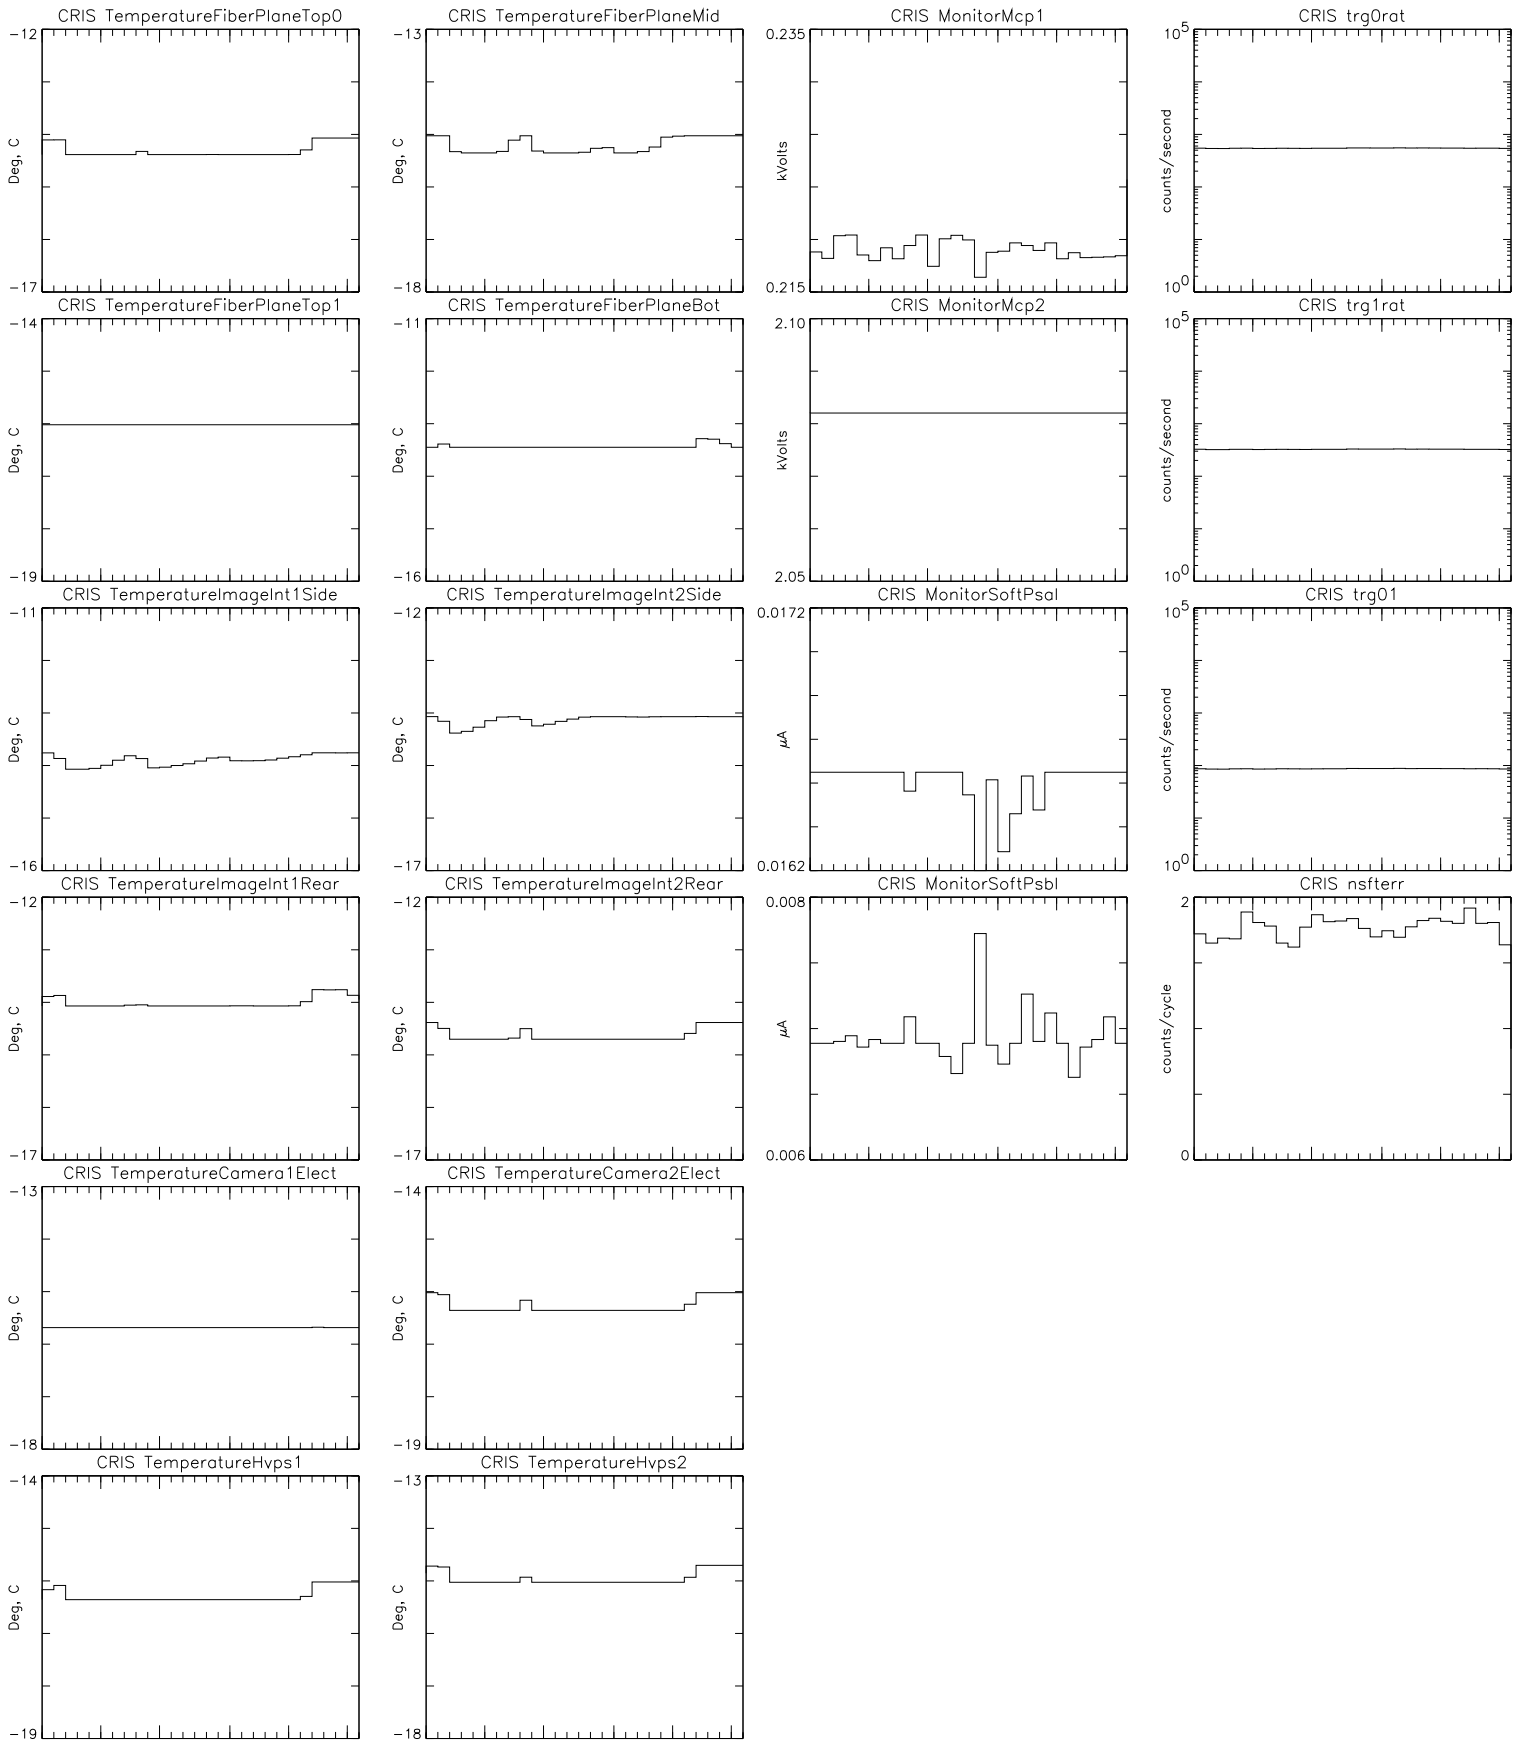 CRIS TemperatureFiberPlaneTop0
-12
Deg, C
-17
CRIS TemperatureFiberPlaneMid
-13
Deg, C
-18
CRIS MonitorMcp1
0.235
kVolts
0.215
CRIS trg0rat
10^5
counts/second
10^0
CRIS TemperatureFiberPlaneTop1
-14
Deg, C
-19
CRIS TemperatureFiberPlaneBot
-11
Deg, C
-16
CRIS MonitorMcp2
2.10
kVolts
2.05
CRIS trg1rat
10^5
counts/second
10^0
CRIS TemperatureImageInt1Side
-11
Deg, C
-16
CRIS TemperatureImageInt2Side
-12
Deg, C
-17
CRIS MonitorSoftPsaI
0.0172
μA
0.0162
CRIS trg01
10^5
counts/second
10^0
CRIS TemperatureImageInt1Rear
-12
Deg, C
-17
CRIS TemperatureImageInt2Rear
-12
Deg, C
-17
CRIS MonitorSoftPsbI
0.008
μA
0.006
CRIS nsfterr
2
counts/cycle
0
CRIS TemperatureCamera1Elect
-13
Deg, C
-18
CRIS TemperatureCamera2Elect
-14
Deg, C
-19
CRIS TemperatureHvps1
-14
Deg, C
-19
CRIS TemperatureHvps2
-13
Deg, C
-18